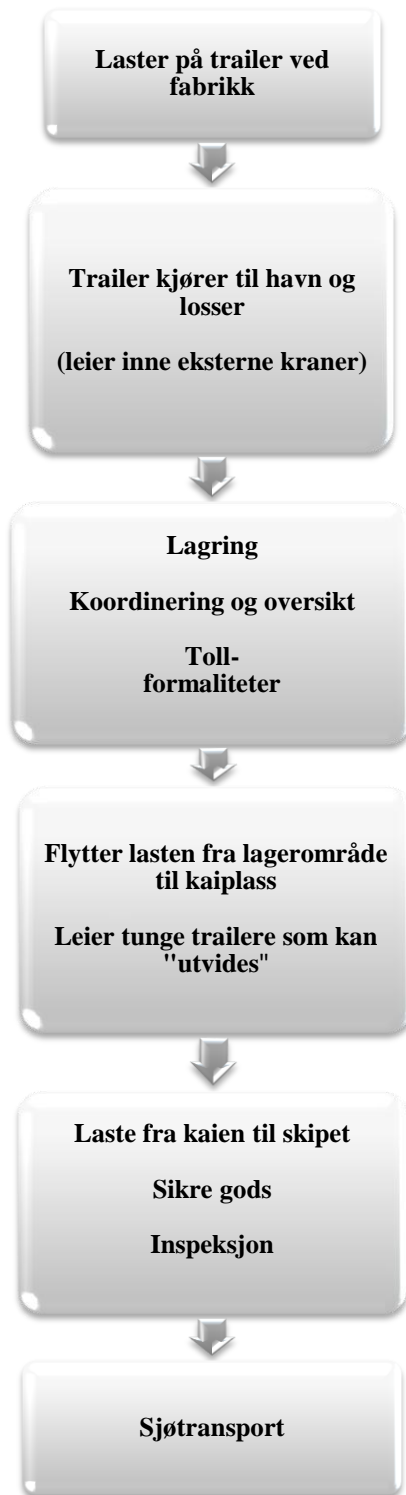 Laster på trailer ved
fabrikk
Trailer kjører til havn og
losser
(leier inne eksterne kraner)
Lagring
Koordinering og oversikt
Toll-
formaliteter
Flytter lasten fra lagerområde
til kaiplass
Leier tunge trailere som kan
"utvides"
Laste fra kaien til skipet
Sikre gods
Inspeksjon
Sjøtransport